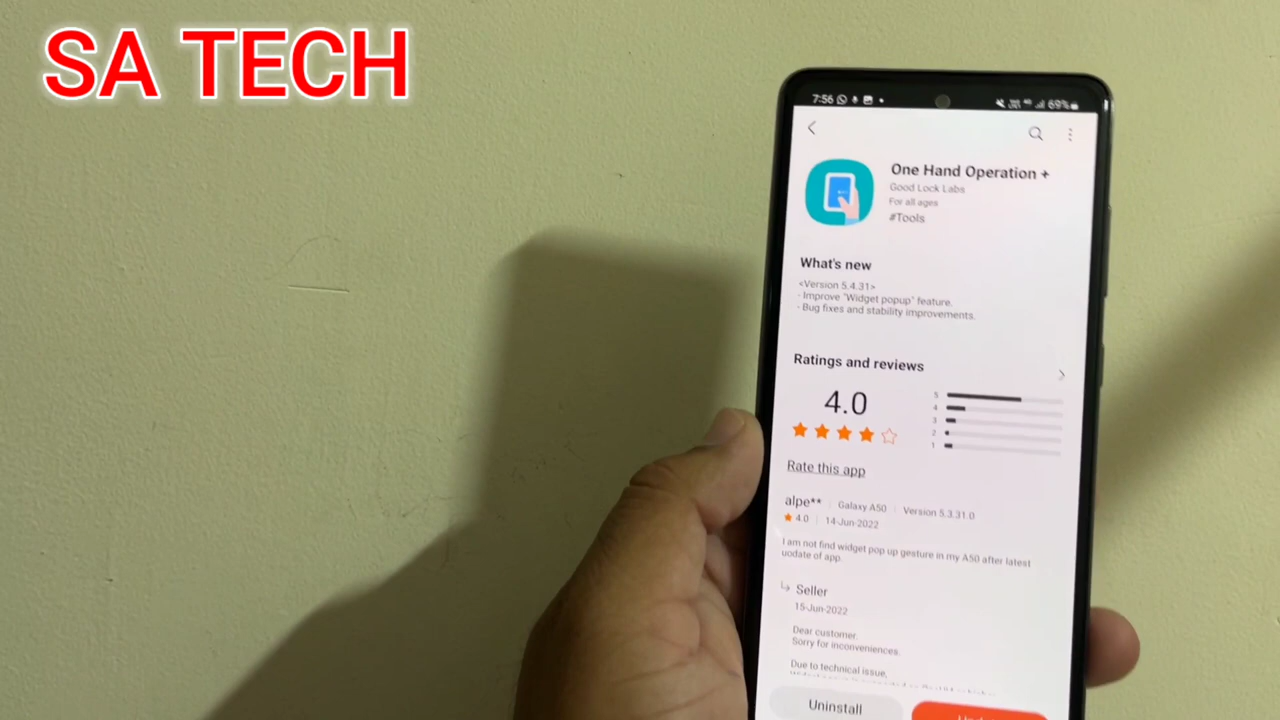 SA TECH
7:56
69%
One Hand Operation +
Good Lock Labs
For all ages
#Tools
What's new
<Version 5.4.31>
- Improve "Widget popup" feature.
- Bug fixes and stability improvements.
Ratings and reviews
4.0
5
4
3
2
1
Rate this app
alpe** Galaxy A50 Version 5.3.31.0
4.0 14-Jun-2022
I am not find widget pop up gesture in my A50 after latest
uodate of app.
Seller
15-Jun-2022
Dear customer.
Sorry for inconveniences.
Due to technical issue,
Uninstall